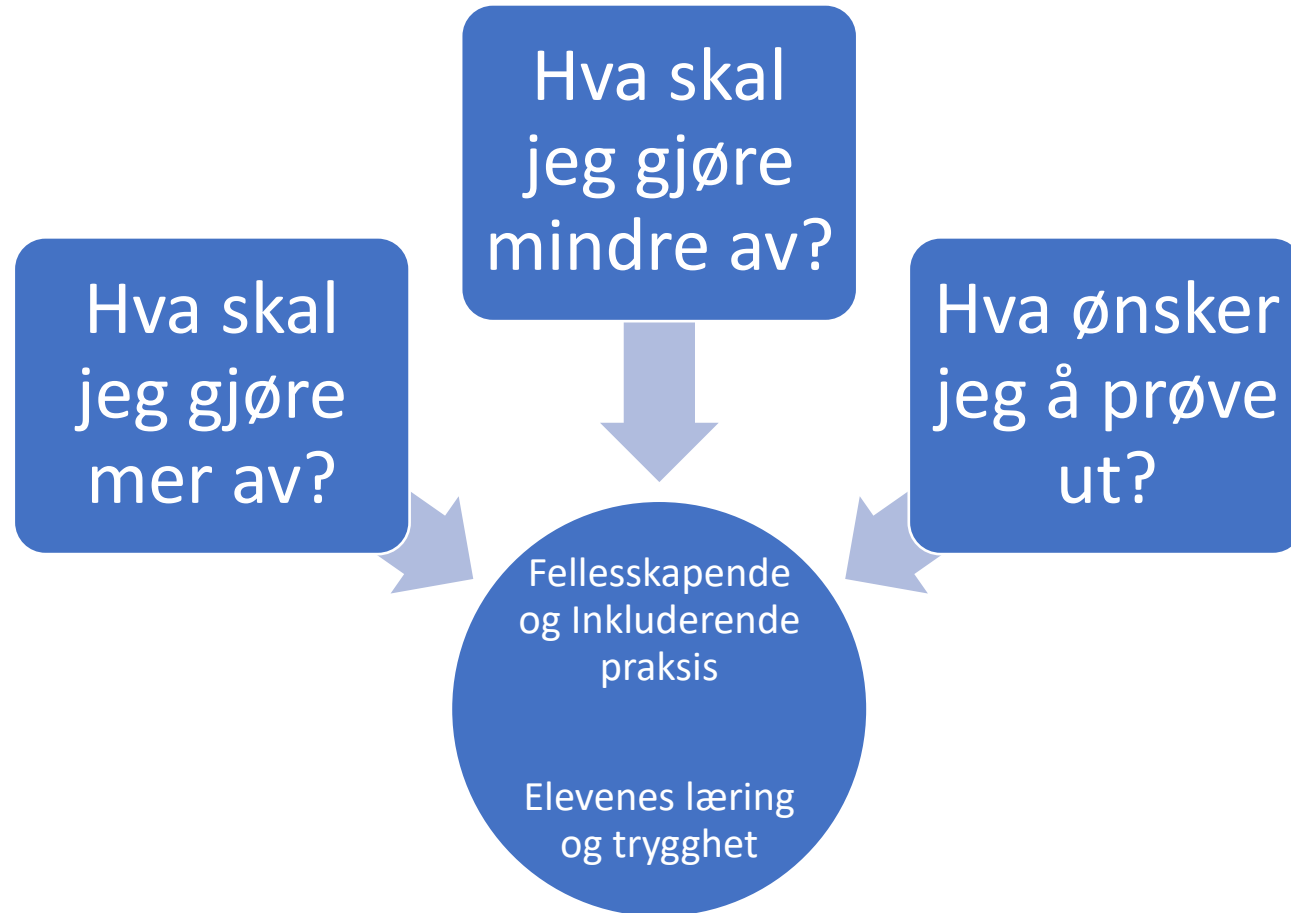 Hva skal
jeg gjøre
mer av?
Hva skal
jeg gjøre
mindre av?
Hva ønsker
jeg å prøve
ut?
Fellesskapende
og Inkluderende
praksis
Elevenes læring
og trygghet